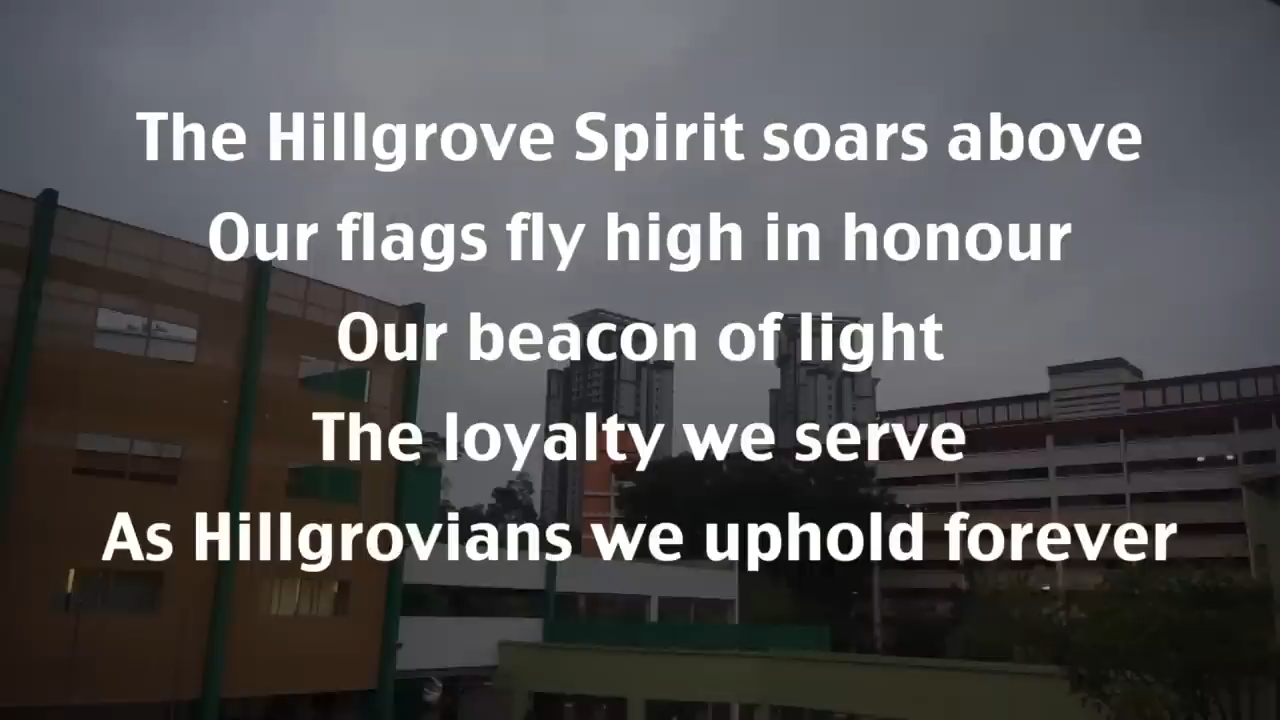 The Hillgrove Spirit soars above
Our flags fly high in honour
Our beacon of light
The loyalty we serve
As Hillgrovians we uphold forever